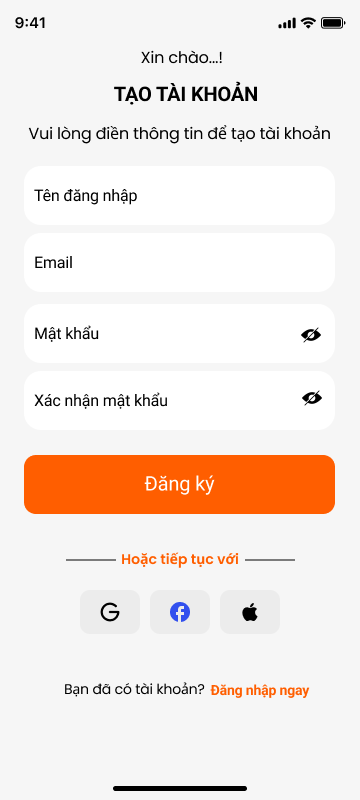 9:41
Xin chào...!
TẠO TÀI KHOẢN
Vui lòng điền thông tin để tạo tài khoản
Tên đăng nhập
Email
Mật khẩu
Xác nhận mật khẩu
Đăng ký
Hoặc tiếp tục với
Bạn đã có tài khoản? Đăng nhập ngay